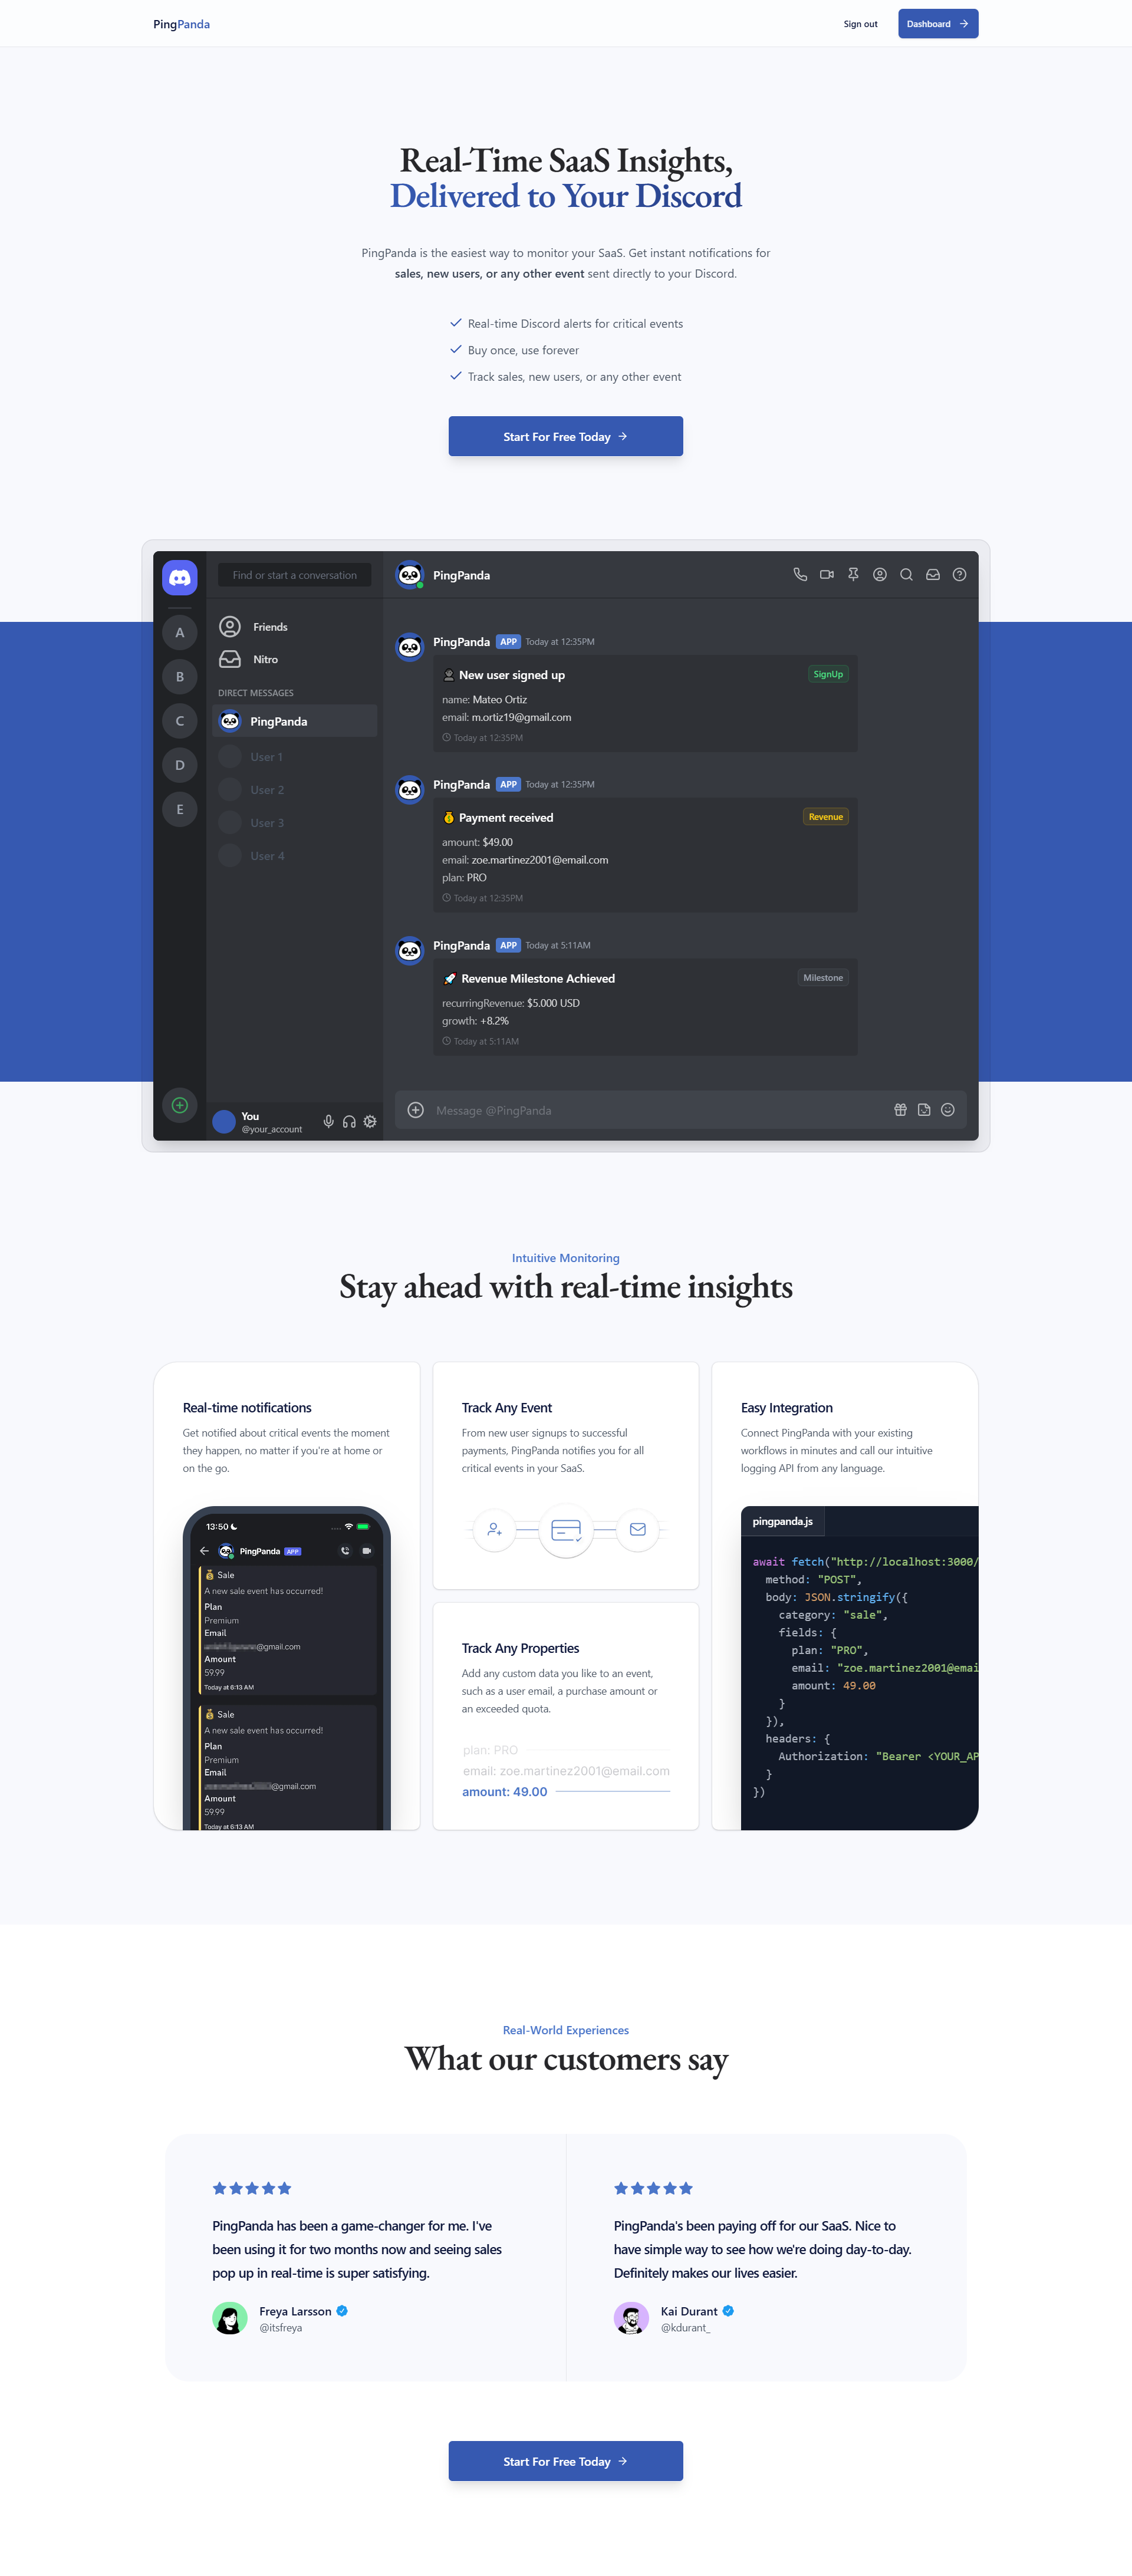 PingPanda
Sign out
Dashboard
Real-Time SaaS Insights,
Delivered to Your Discord
PingPanda is the easiest way to monitor your SaaS. Get instant notifications for
sales, new users, or any other event sent directly to your Discord.
Real-time Discord alerts for critical events
Buy once, use forever
Track sales, new users, or any other event
Start For Free Today
A
B
C
D
E
Find or start a conversation
Friends
Nitro
DIRECT MESSAGES
PingPanda
User 1
User 2
User 3
User 4
You
@your_account
PingPanda
PingPanda APP Today at 12:35PM
New user signed up
SignUp
name: Mateo Ortiz
email: m.ortiz19@gmail.com
Today at 12:35PM
PingPanda APP Today at 12:35PM
Payment received
Revenue
amount: $49.00
email: zoe.martinez2001@email.com
plan: PRO
Today at 12:35PM
PingPanda APP Today at 5:11AM
Revenue Milestone Achieved
Milestone
recurringRevenue: $5.000 USD
growth: +8.2%
Today at 5:11AM
Message @PingPanda
Intuitive Monitoring
Stay ahead with real-time insights
Real-time notifications
Get notified about critical events the moment
they happen, no matter if you're at home or
on the go.
13:50
PingPanda APP
Sale
A new sale event has occurred!
Plan
Premium
Email
@gmail.com
Amount
59.99
Today at 6:13 AM
Sale
A new sale event has occurred!
Plan
Premium
Email
@gmail.com
Amount
59.99
Today at 6:13 AM
Track Any Event
From new user signups to successful
payments, PingPanda notifies you for all
critical events in your SaaS.
Track Any Properties
Add any custom data you like to an event,
such as a user email, a purchase amount or
an exceeded quota.
plan: PRO
email: zoe.martinez2001@email.com
amount: 49.00
Easy Integration
Connect PingPanda with your existing
workflows in minutes and call our intuitive
logging API from any language.
pingpanda.js
await fetch("http://localhost:3000/
method: "POST",
body: JSON.stringify({
category: "sale",
fields: {
plan: "PRO",
email: "zoe.martinez2001@emai
amount: 49.00
}
}),
headers: {
Authorization: "Bearer <YOUR_AP
}
})
Real-World Experiences
What our customers say
PingPanda has been a game-changer for me. I've
been using it for two months now and seeing sales
pop up in real-time is super satisfying.
Freya Larsson
@itsfreya
PingPanda's been paying off for our SaaS. Nice to
have simple way to see how we're doing day-to-day.
Definitely makes our lives easier.
Kai Durant
@kdurant_
Start For Free Today